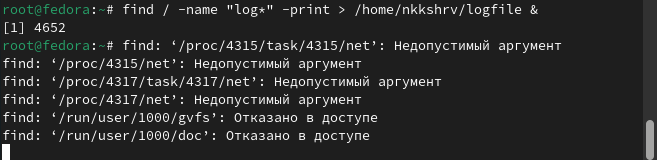 root@fedora:~# find / -name "log*" -print > /home/nkkshrv/logfile &
[1] 4652
root@fedora:~# find: ‘/proc/4315/task/4315/net’: Недопустимый аргумент
find: ‘/proc/4315/net’: Недопустимый аргумент
find: ‘/proc/4317/task/4317/net’: Недопустимый аргумент
find: ‘/proc/4317/net’: Недопустимый аргумент
find: ‘/run/user/1000/gvfs’: Отказано в доступе
find: ‘/run/user/1000/doc’: Отказано в доступе